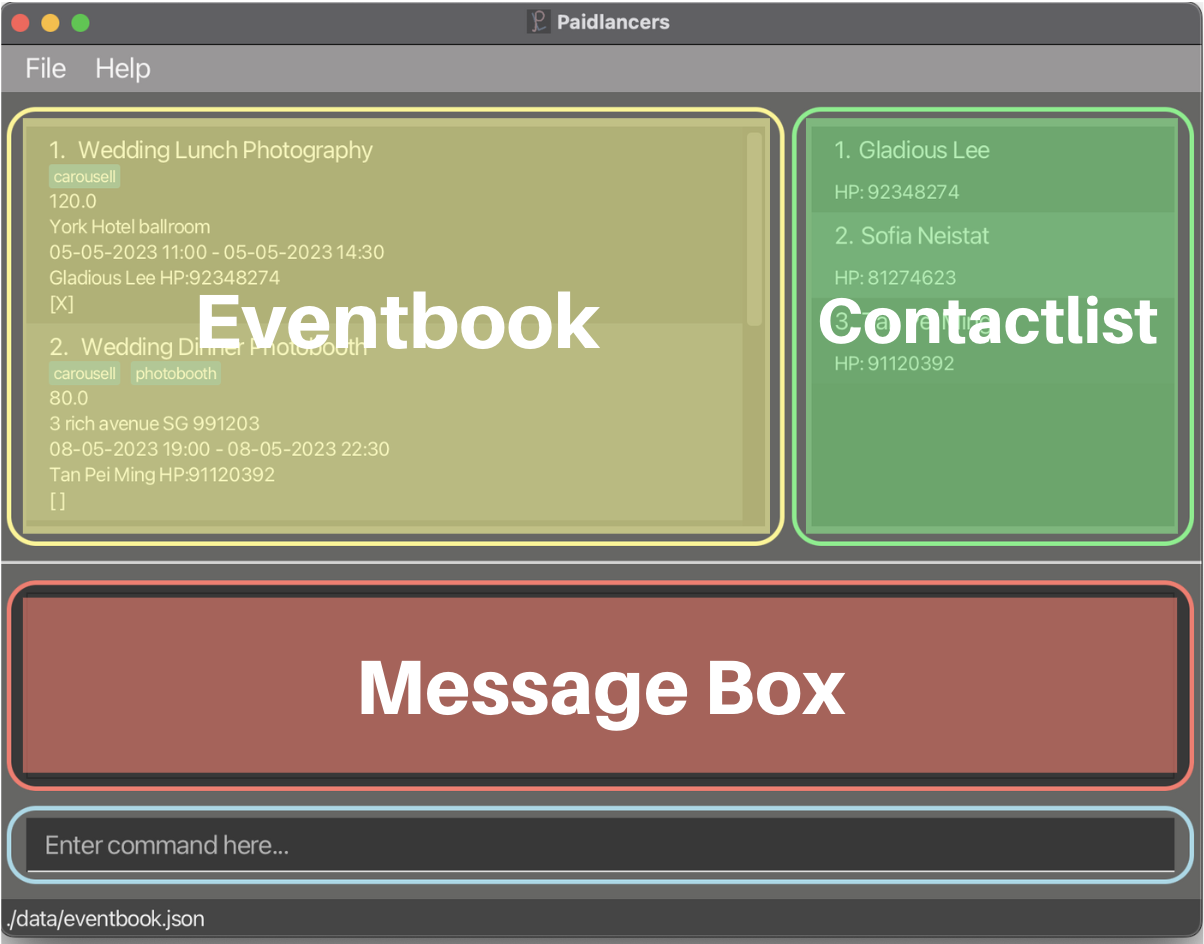 Paidlancers
File Help
1. Wedding Lunch Photography
carousell
120.0
York Hotel ballroom
05-05-2023 11:00 - 05-05-2023 14:30
Gladious Lee HP:92348274
[X]
2. Wedding Dinner Photobooth
carousell photobooth
80.0
3 rich avenue SG 991203
08-05-2023 19:00 - 08-05-2023 22:30
Tan Pei Ming HP:91120392
[ ]
Eventbook
1. Gladious Lee
HP: 92348274
2. Sofia Neistat
HP: 81274623
3. Tan Pei Ming
HP: 91120392
Contactlist
Message Box
Enter command here...
./data/eventbook.json